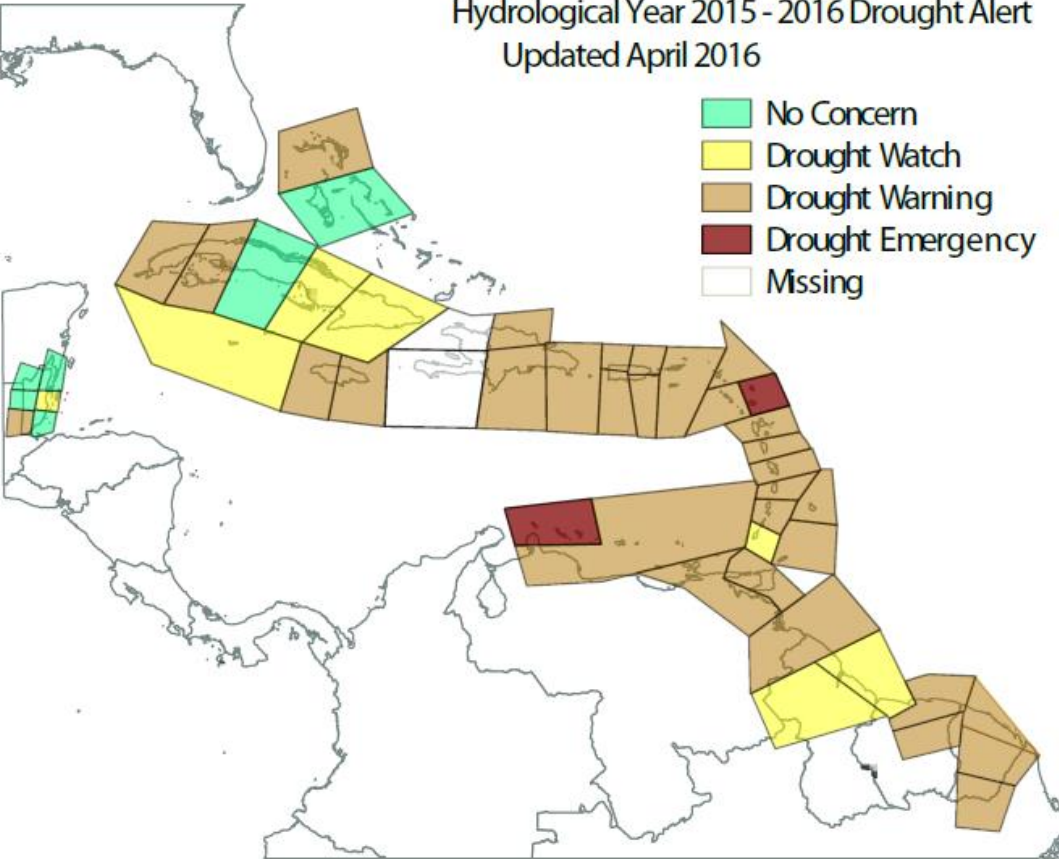 Hydrological Year 2015 - 2016 Drought Alert
Updated April 2016
No Concern
Drought Watch
Drought Warning
Drought Emergency
Missing